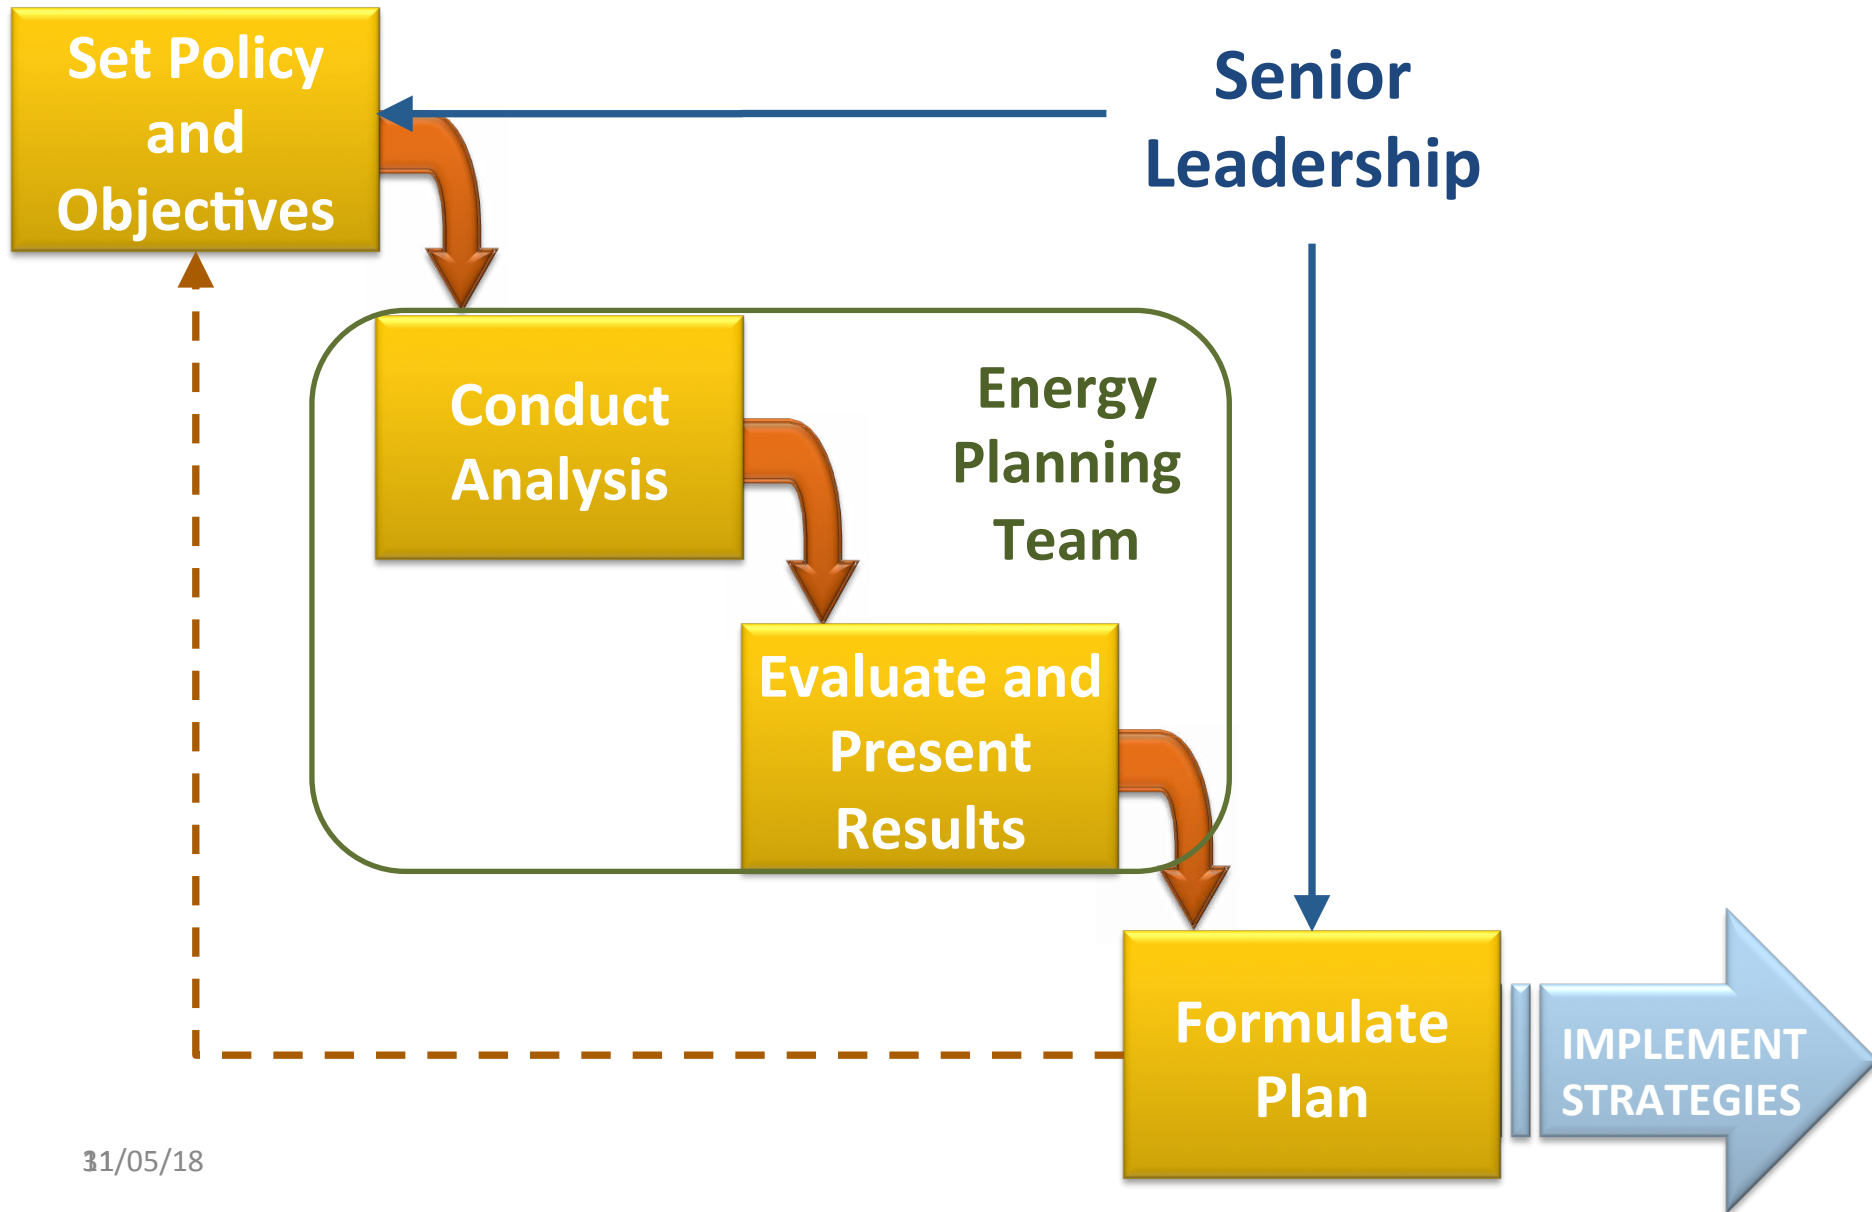 Set Policy
and
Objectives
Senior
Leadership
Conduct
Analysis
Energy
Planning
Team
Evaluate and
Present
Results
Formulate
Plan
IMPLEMENT
STRATEGIES
/05/18